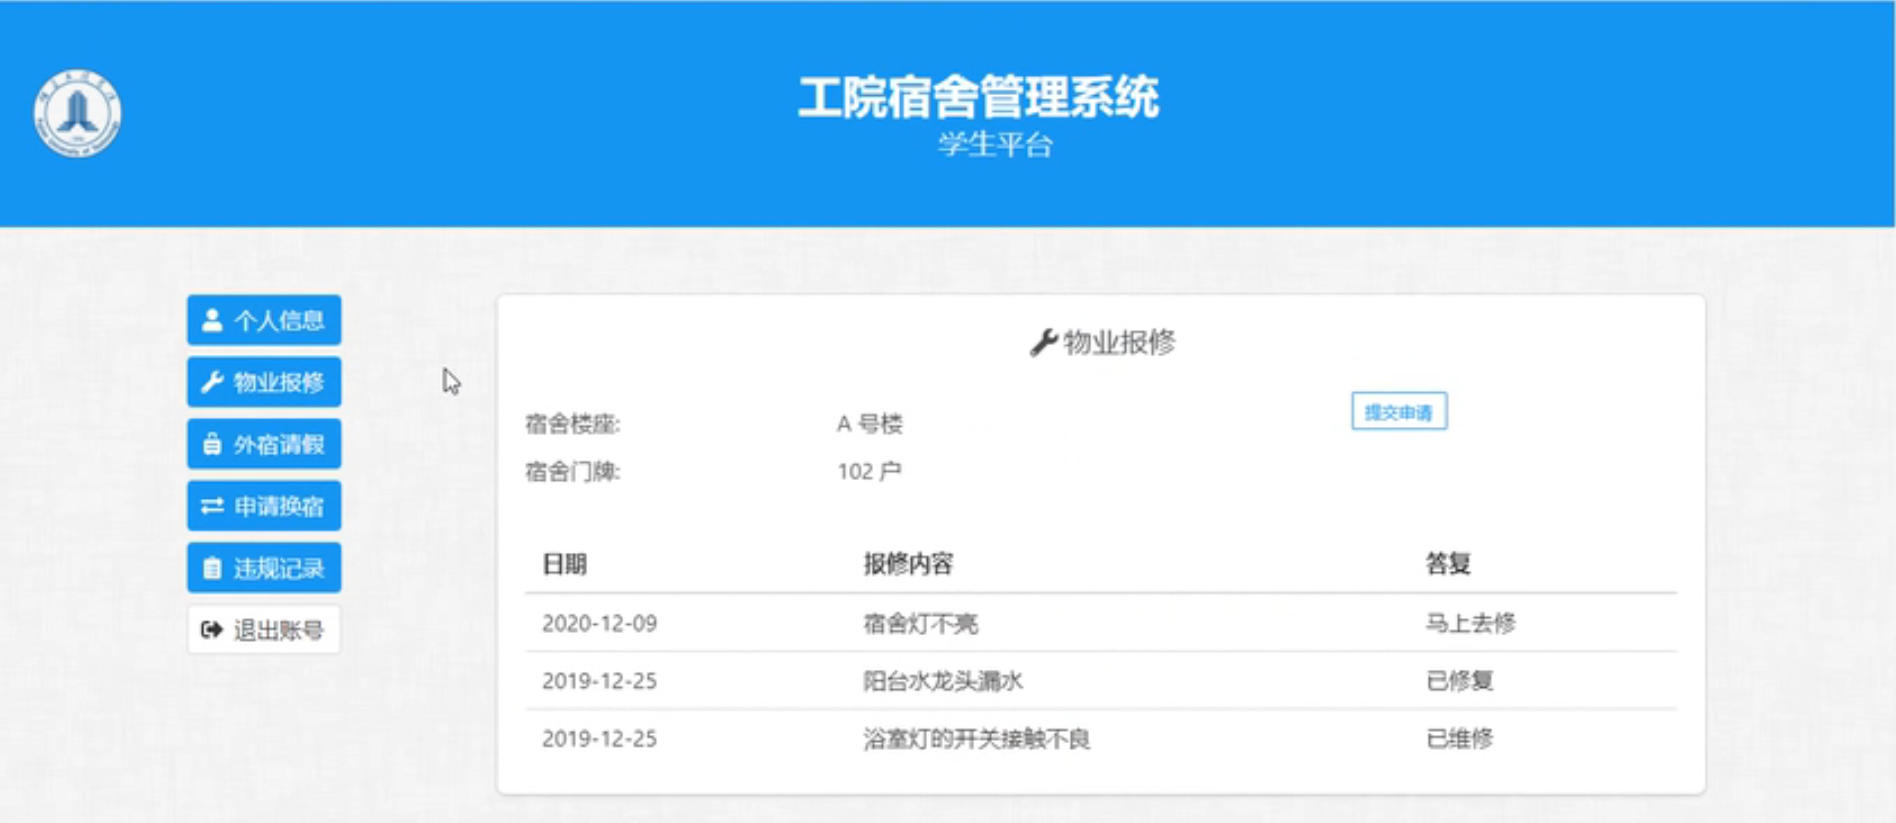 工院宿舍管理系统
学生平台
个人信息
物业报修
外宿请假
申请换宿
违规记录
退出账号
物业报修
宿舍楼座: A 号楼 提交申请
宿舍门牌: 102 户
日期 报修内容 答复
2020-12-09 宿舍灯不亮 马上去修
2019-12-25 阳台水龙头漏水 已修复
2019-12-25 浴室灯的开关接触不良 已维修